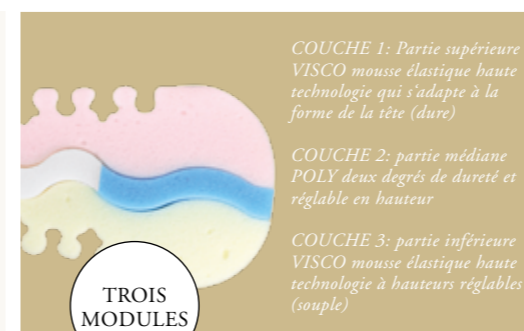 COUCHE 1: Partie supérieure
VISCO mousse élastique haute
technologie qui s'adapte à la
forme de la tête (dure)
COUCHE 2: partie médiane
POLY deux degrés de dureté et
réglable en hauteur
COUCHE 3: partie inférieure
VISCO mousse élastique haute
technologie à hauteurs réglables
(souple)
TROIS
MODULES